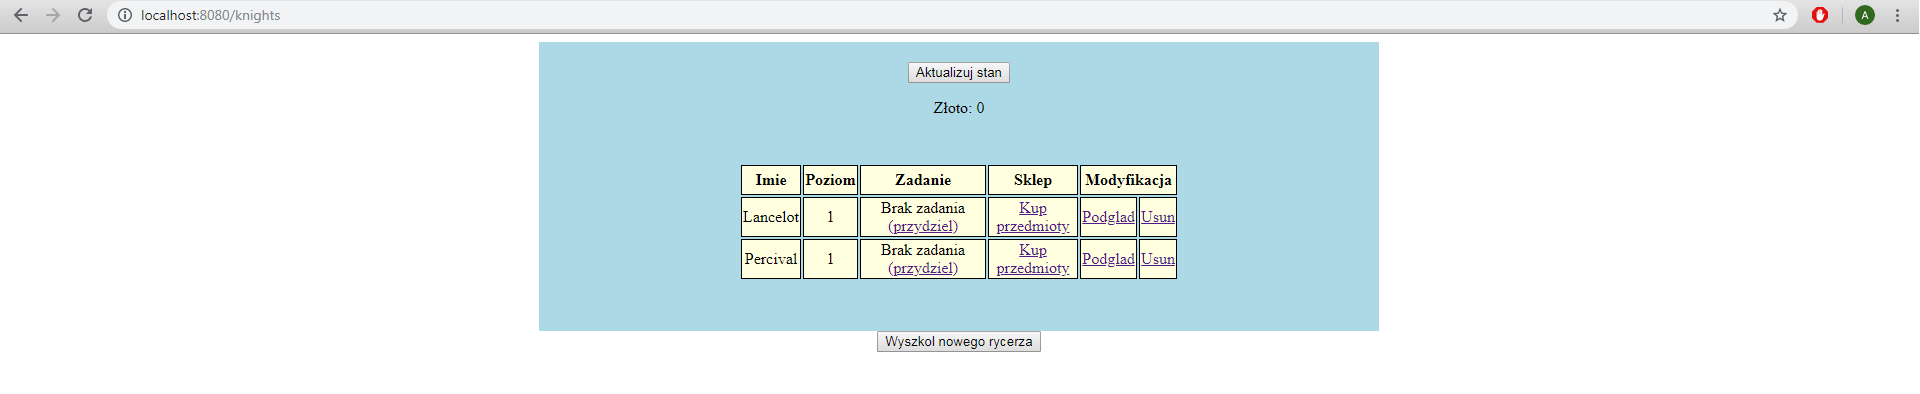 localhost:8080/knights
A
Aktualizuj stan
Złoto: 0
Imie Poziom Zadanie Sklep Modyfikacja
Lancelot 1 Brak zadania (przydziel) Kup przedmioty Podglad Usun
Percival 1 Brak zadania (przydziel) Kup przedmioty Podglad Usun
Wyszkol nowego rycerza